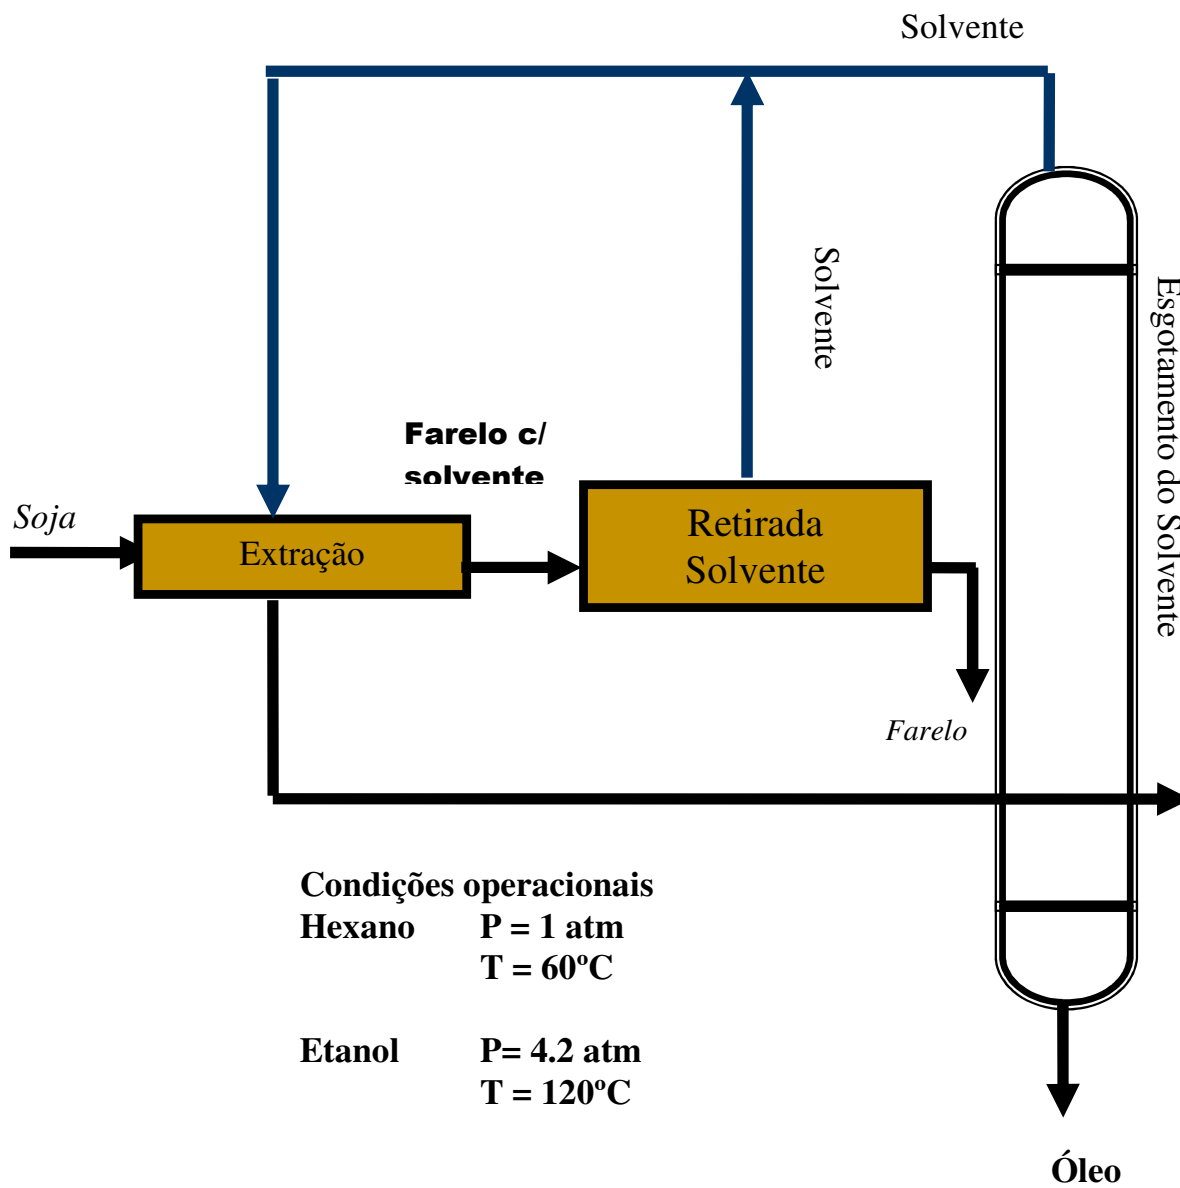 Solvente
Solvente
Esgotamento do Solvente
Farelo c/
solvente
Soja
Extração
Retirada
Solvente
Farelo
Condições operacionais
Hexano P = 1 atm
T = 60ºC
Etanol P= 4.2 atm
T = 120ºC
Óleo